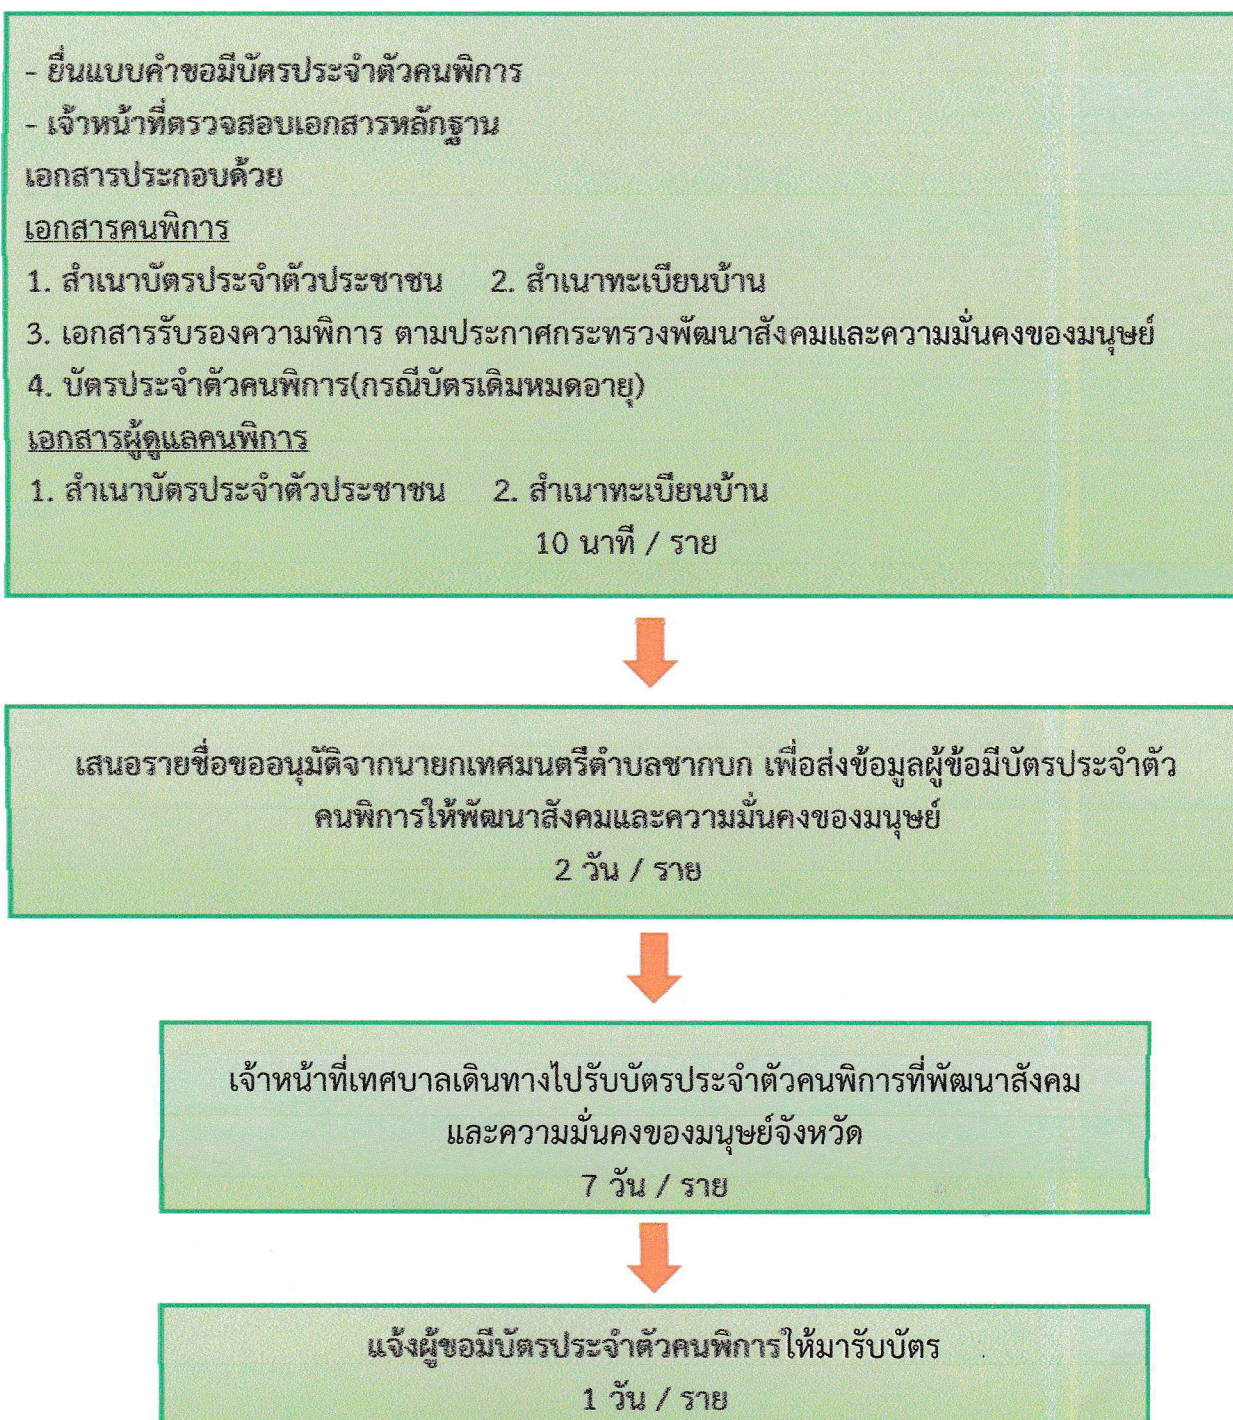 - ยื่นแบบคำขอมีบัตรประจำตัวคนพิการ
- เจ้าหน้าที่ตรวจสอบเอกสารหลักฐาน
เอกสารประกอบด้วย
เอกสารคนพิการ
1. สำเนาบัตรประจำตัวประชาชน 2. สำเนาทะเบียนบ้าน
3. เอกสารรับรองความพิการ ตามประกาศกระทรวงพัฒนาสังคมและความมั่นคงของมนุษย์
4. บัตรประจำตัวคนพิการ(กรณีบัตรเดิมหมดอายุ)
เอกสารผู้ดูแลคนพิการ
1. สำเนาบัตรประจำตัวประชาชน 2. สำเนาทะเบียนบ้าน
10 นาที / ราย
เสนอรายชื่อขออนุมัติจากนายกเทศมนตรีตำบลชากบก เพื่อส่งข้อมูลผู้ข้อมีบัตรประจำตัว
คนพิการให้พัฒนาสังคมและความมั่นคงของมนุษย์
2 วัน / ราย
เจ้าหน้าที่เทศบาลเดินทางไปรับบัตรประจำตัวคนพิการที่พัฒนาสังคม
และความมั่นคงของมนุษย์จังหวัด
7 วัน / ราย
แจ้งผู้ขอมีบัตรประจำตัวคนพิการให้มารับบัตร
1 วัน / ราย